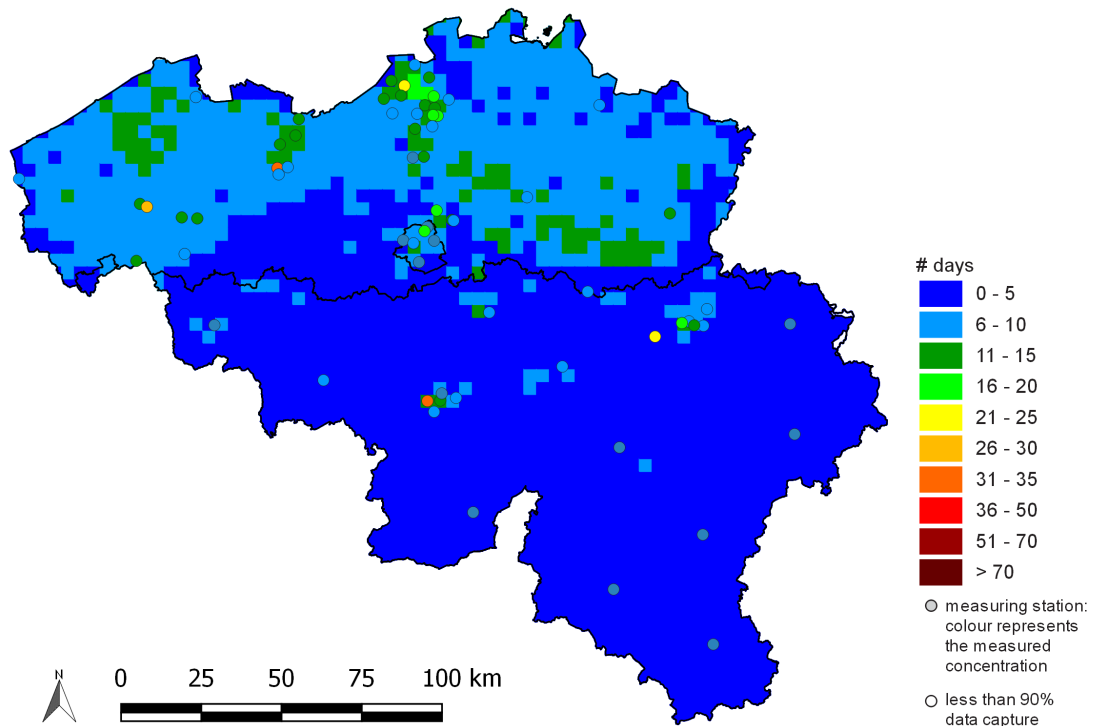 # days
0 - 5
6 - 10
11 - 15
16 - 20
21 - 25
26 - 30
31 - 35
36 - 50
51 - 70
> 70
measuring station:
colour represents
the measured
concentration
less than 90%
data capture
N
0 25 50 75 100 km